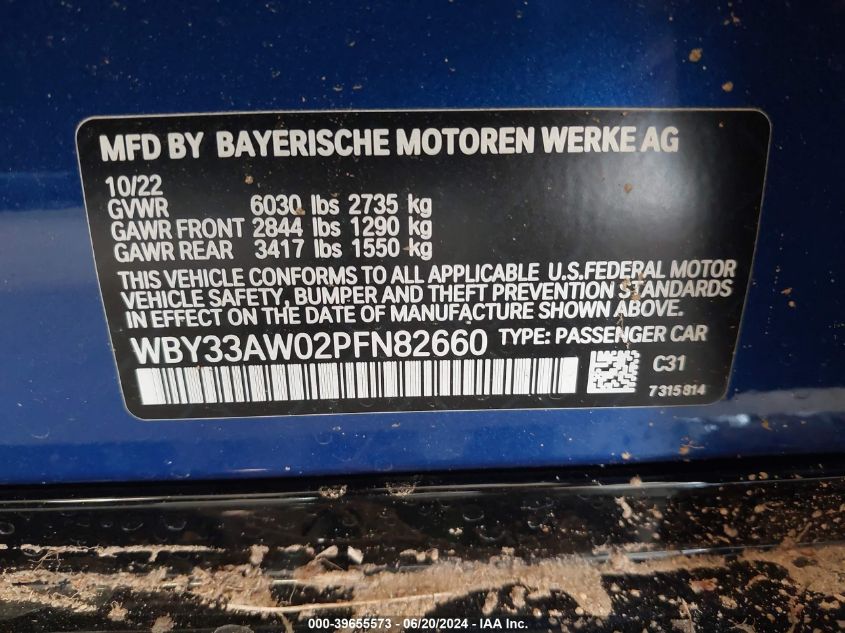 MFD BY BAYERISCHE MOTOREN WERKE AG
10/22
GVWR 6030 lbs 2735 kg
GAWR FRONT 2844 lbs 1290 kg
GAWR REAR 3417 lbs 1550 kg
THIS VEHICLE CONFORMS TO ALL APPLICABLE U.S.FEDERAL MOTOR
VEHICLE SAFETY, BUMPER AND THEFT PREVENTION STANDARDS
IN EFFECT ON THE DATE OF MANUFACTURE SHOWN ABOVE.
WBY33AW02PFN82660 TYPE: PASSENGER CAR
C31
7315814
000-39655573 - 06/20/2024 - IAAI - Copart, Inc.